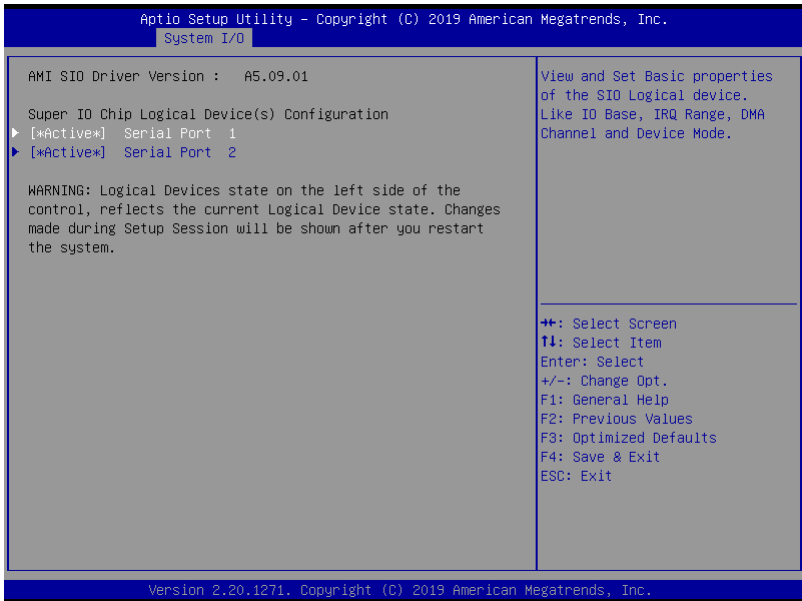 Aptio Setup Utility – Copyright (C) 2019 American Megatrends, Inc.
System I/O
AMI SIO Driver Version :   A5.09.01
Super IO Chip Logical Device(s) Configuration
[*Active*]  Serial Port  1
[*Active*]  Serial Port  2
WARNING: Logical Devices state on the left side of the
control, reflects the current Logical Device state. Changes
made during Setup Session will be shown after you restart
the system.
View and Set Basic properties
of the SIO Logical device.
Like IO Base, IRQ Range, DMA
Channel and Device Mode.
→←: Select Screen
↑↓: Select Item
Enter: Select
+/-: Change Opt.
F1: General Help
F2: Previous Values
F3: Optimized Defaults
F4: Save & Exit
ESC: Exit
Version 2.20.1271. Copyright (C) 2019 American Megatrends, Inc.